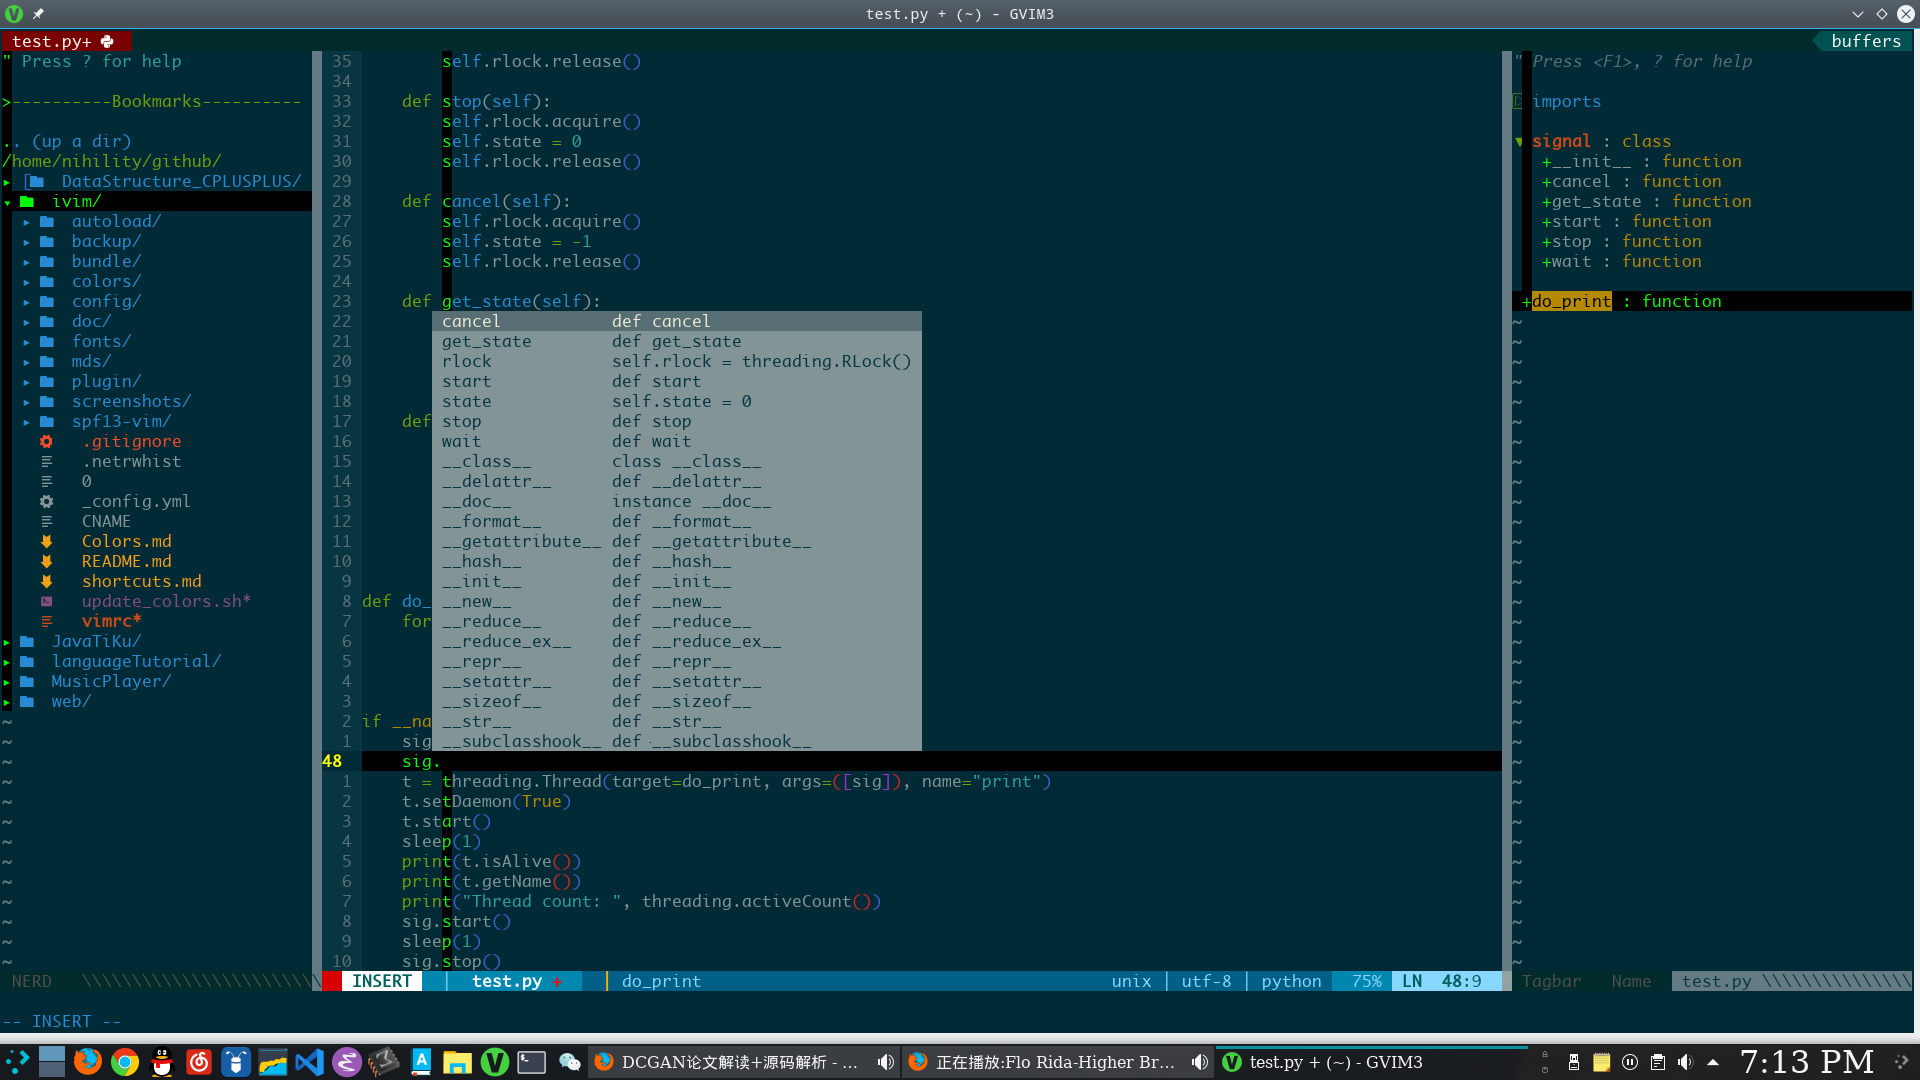 test.py + (~) - GVIM3
test.py+
buffers
" Press ? for help
>----------Bookmarks----------
.. (up a dir)
/home/nihility/github/
DataStructure_CPLUSPLUS/
ivim/
autoload/
backup/
bundle/
colors/
config/
doc/
fonts/
mds/
plugin/
screenshots/
spf13-vim/
.gitignore
.netrwhist
0
_config.yml
CNAME
Colors.md
README.md
shortcuts.md
update_colors.sh*
vimrc*
JavaTiKu/
languageTutorial/
MusicPlayer/
web/
NERD
35 self.rlock.release()
34
33 def stop(self):
32 self.rlock.acquire()
31 self.state = 0
30 self.rlock.release()
29
28 def cancel(self):
27 self.rlock.acquire()
26 self.state = -1
25 self.rlock.release()
24
23 def get_state(self):
22 cancel def cancel
21 get_state def get_state
20 rlock self.rlock = threading.RLock()
19 start def start
18 state self.state = 0
17 def stop def stop
16 wait def wait
15 __class__ class __class__
14 __delattr__ def __delattr__
13 __doc__ instance __doc__
12 __format__ def __format__
11 __getattribute__ def __getattribute__
10 __hash__ def __hash__
9 __init__ def __init__
8 def do_ __new__ def __new__
7 for __reduce__ def __reduce__
6 __reduce_ex__ def __reduce_ex__
5 __repr__ def __repr__
4 __setattr__ def __setattr__
3 __sizeof__ def __sizeof__
2 if __na __str__ def __str__
1 sig __subclasshook__ def __subclasshook__
48 sig.
1 t = threading.Thread(target=do_print, args=([sig]), name="print")
2 t.setDaemon(True)
3 t.start()
4 sleep(1)
5 print(t.isAlive())
6 print(t.getName())
7 print("Thread count: ", threading.activeCount())
8 sig.start()
9 sleep(1)
10 sig.stop()
INSERT test.py + do_print unix utf-8 python 75% LN 48:9
" Press <F1>, ? for help
imports
signal : class
+__init__ : function
+cancel : function
+get_state : function
+start : function
+stop : function
+wait : function
+do_print : function
Tagbar Name test.py
-- INSERT --
DCGAN论文解读+源码解析 - ...
正在播放:Flo Rida-Higher Br...
test.py + (~) - GVIM3
7:13 PM